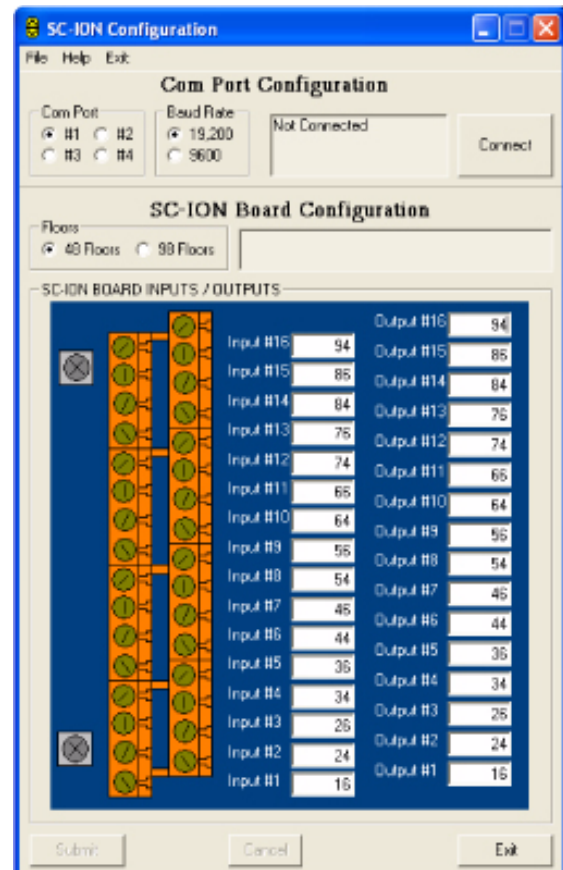 SC-ION Configuration
File Help Exit
Com Port Configuration
Com Port
#1 #2
#3 #4
Baud Rate
19,200
9600
Not Connected
Connect
SC-ION Board Configuration
Floors
48 Floors 98 Floors
SC-ION BOARD INPUTS / OUTPUTS
Input #16 94
Input #15 86
Input #14 84
Input #13 76
Input #12 74
Input #11 66
Input #10 64
Input #9 56
Input #8 54
Input #7 46
Input #6 44
Input #5 36
Input #4 34
Input #3 26
Input #2 24
Input #1 16
Output #16 94
Output #15 86
Output #14 84
Output #13 76
Output #12 74
Output #11 66
Output #10 64
Output #9 56
Output #8 54
Output #7 46
Output #6 44
Output #5 36
Output #4 34
Output #3 26
Output #2 24
Output #1 16
Submit Cancel Exit